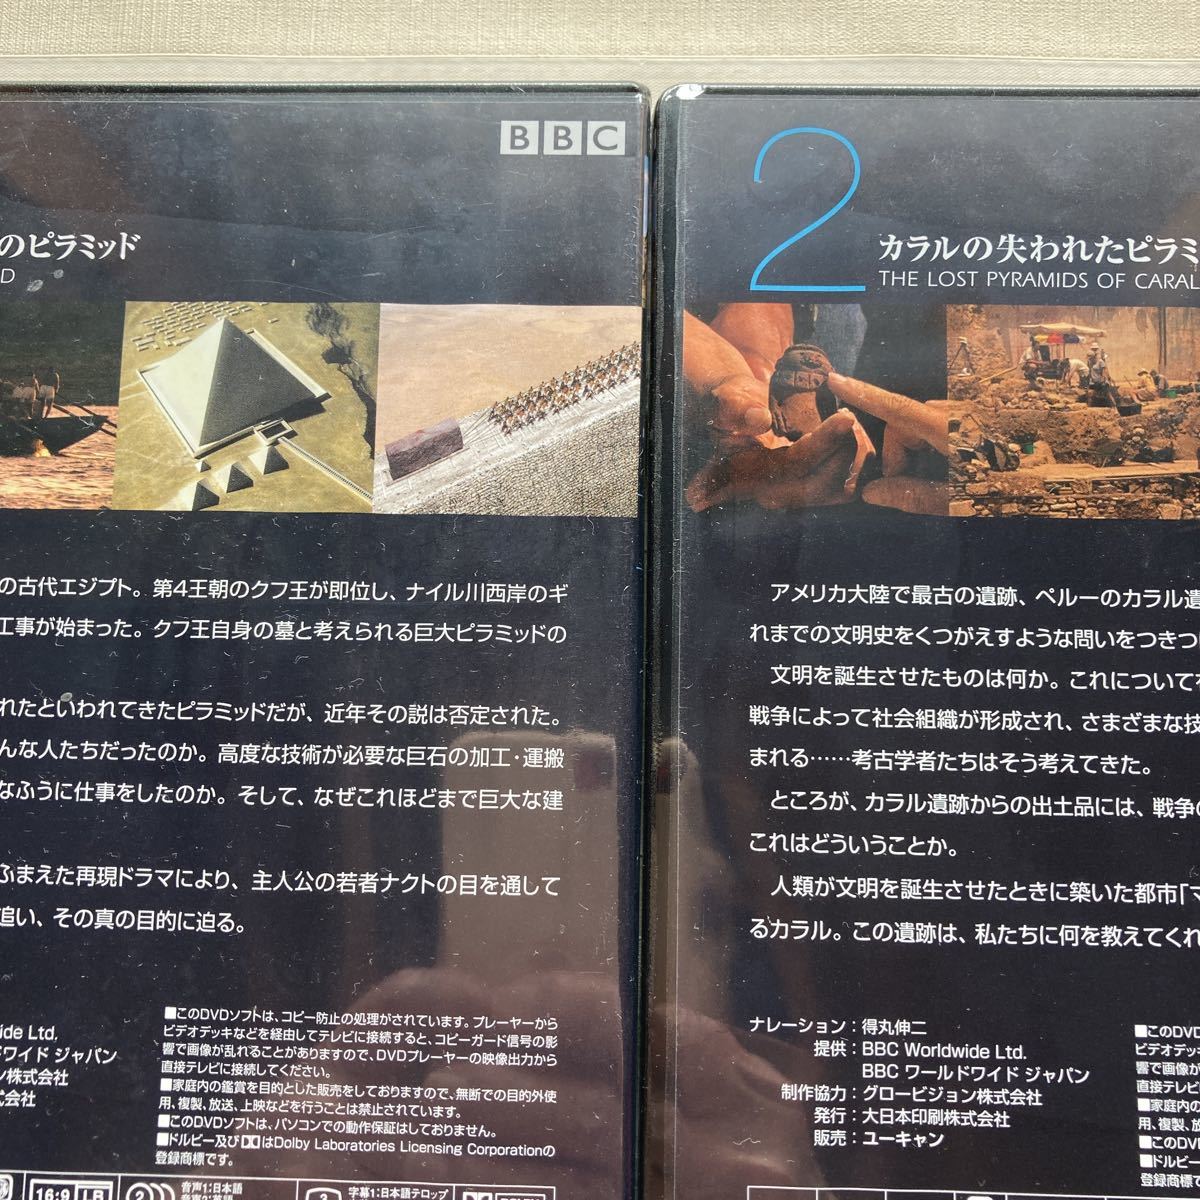 BBC
のピラミッド
D
の古代エジプト。第4王朝のクフ王が即位し、ナイル川西岸のギ
工事が始まった。クフ王自身の墓と考えられる巨大ピラミッドの
れたといわれてきたピラミッドだが、近年その説は否定された。
んな人たちだったのか。高度な技術が必要な巨石の加工・運搬
なふうに仕事をしたのか。そして、なぜこれほどまで巨大な建
ふまえた再現ドラマにより、主人公の若者ナクトの目を通して
追い、その真の目的に迫る。
ide Ltd.
ドワイド ジャパン
ン株式会社
式会社
■このDVDソフトは、コピー防止の処理がされています。プレーヤーから
ビデオデッキなどを経由してテレビに接続すると、コピーガード信号の影
響で画像が乱れることがありますので、DVDプレーヤーの映像出力から
直接テレビに接続してください。
■家庭内の鑑賞を目的とした販売をしておりますので、無断での目的外使
用、複製、放送、上映などを行うことは禁止されています。
■このDVDソフトは、パソコンでの動作保証はしておりません。
■ドルビー及びはDolby Laboratories Licensing Corporationの
登録商標です。
16:9 LB
2
音声1:日本語
音声2:英語
2
字幕1:日本語テロップ
2
カラルの失われたピラミ
THE LOST PYRAMIDS OF CARAL
アメリカ大陸で最古の遺跡、ペルーのカラル遺
れまでの文明史をくつがえすような問いをつきつ
文明を誕生させたものは何か。これについて
戦争によって社会組織が形成され、さまざまな技
まれる……考古学者たちはそう考えてきた。
ところが、カラル遺跡からの出土品には、戦争の
これはどういうことか。
人類が文明を誕生させたときに築いた都市「マ
るカラル。この遺跡は、私たちに何を教えてくれ
ナレーション:得丸伸二
提供:BBC Worldwide Ltd.
BBC ワールドワイド ジャパン
制作協力:グロービジョン株式会社
発行:大日本印刷株式会社
販売:ユーキャン
■このDVD
ビデオデッキ
響で画像が
直接テレビに
■家庭内の
用、複製、放
■このDVD
■ドルビー
登録商標です